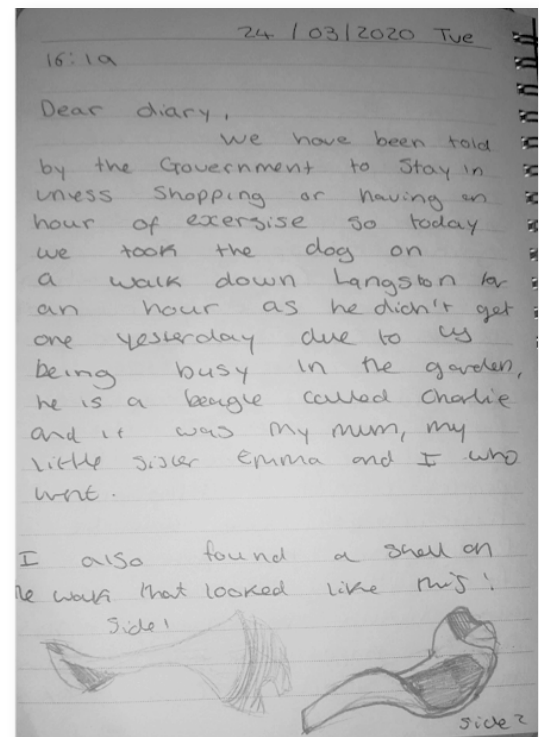 24 / 03 / 2020 Tue
16:19
Dear diary,
we have been told
by the Government to Stay in
unless Shopping or having an
hour of exersise so today
we took the dog on
a walk down Langston for
an hour as he didn't get
one yesterday due to us
being busy in the garden,
he is a beagle called Charlie
and it was my mum, my
little sister Emma and I who
went.
I also found a shell on
he walk that looked like this:
Side 1
Side 2